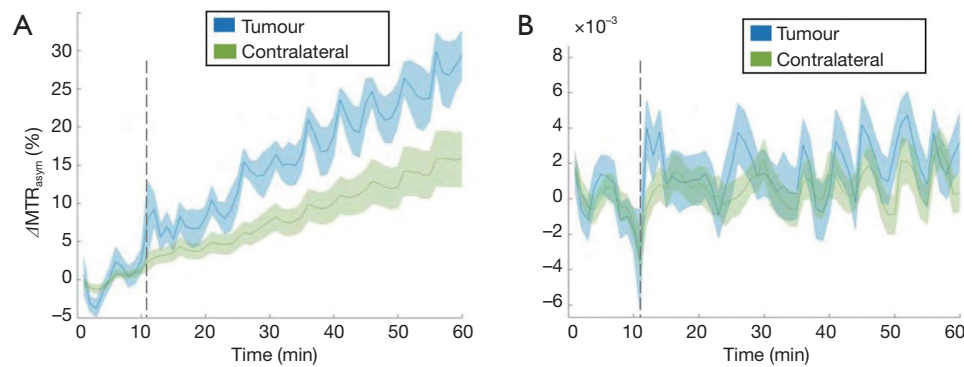 A
Tumour
Contralateral
30
25
20
15
10
5
0
–5
ΔMTRasym (%)
0 10 20 30 40 50 60
Time (min)
B
×10⁻³
Tumour
Contralateral
8
6
4
2
0
–2
–4
–6
0 10 20 30 40 50 60
Time (min)